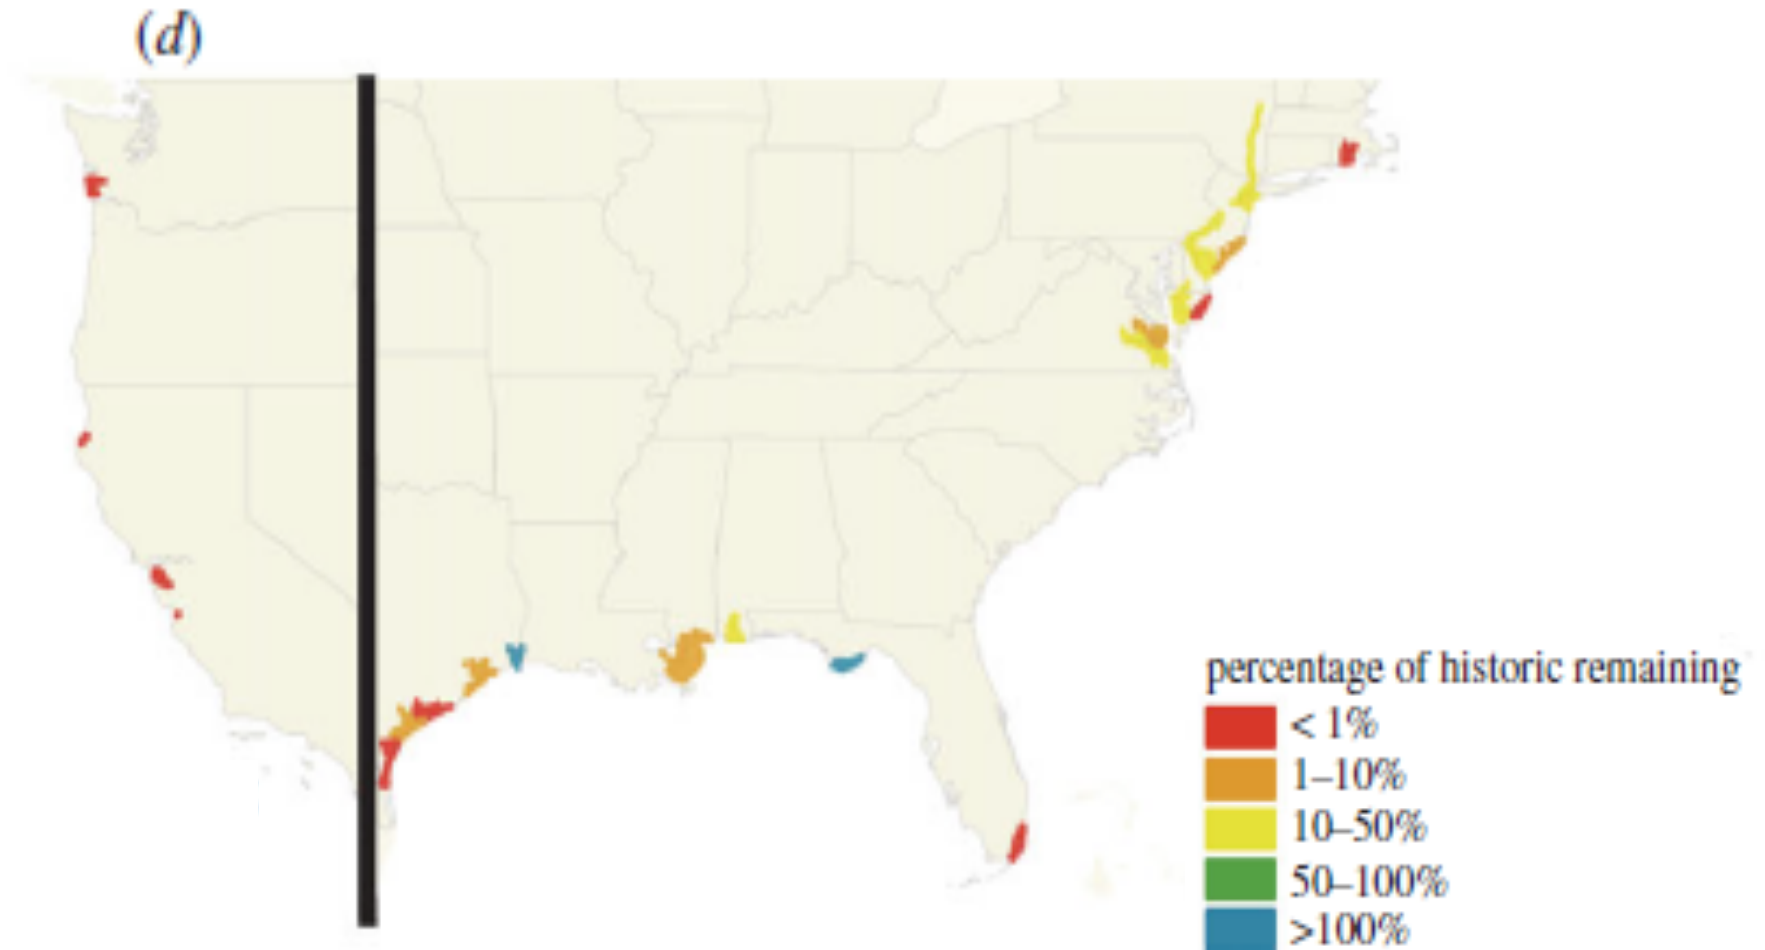 (d)
percentage of historic remaining
< 1%
1–10%
10–50%
50–100%
>100%